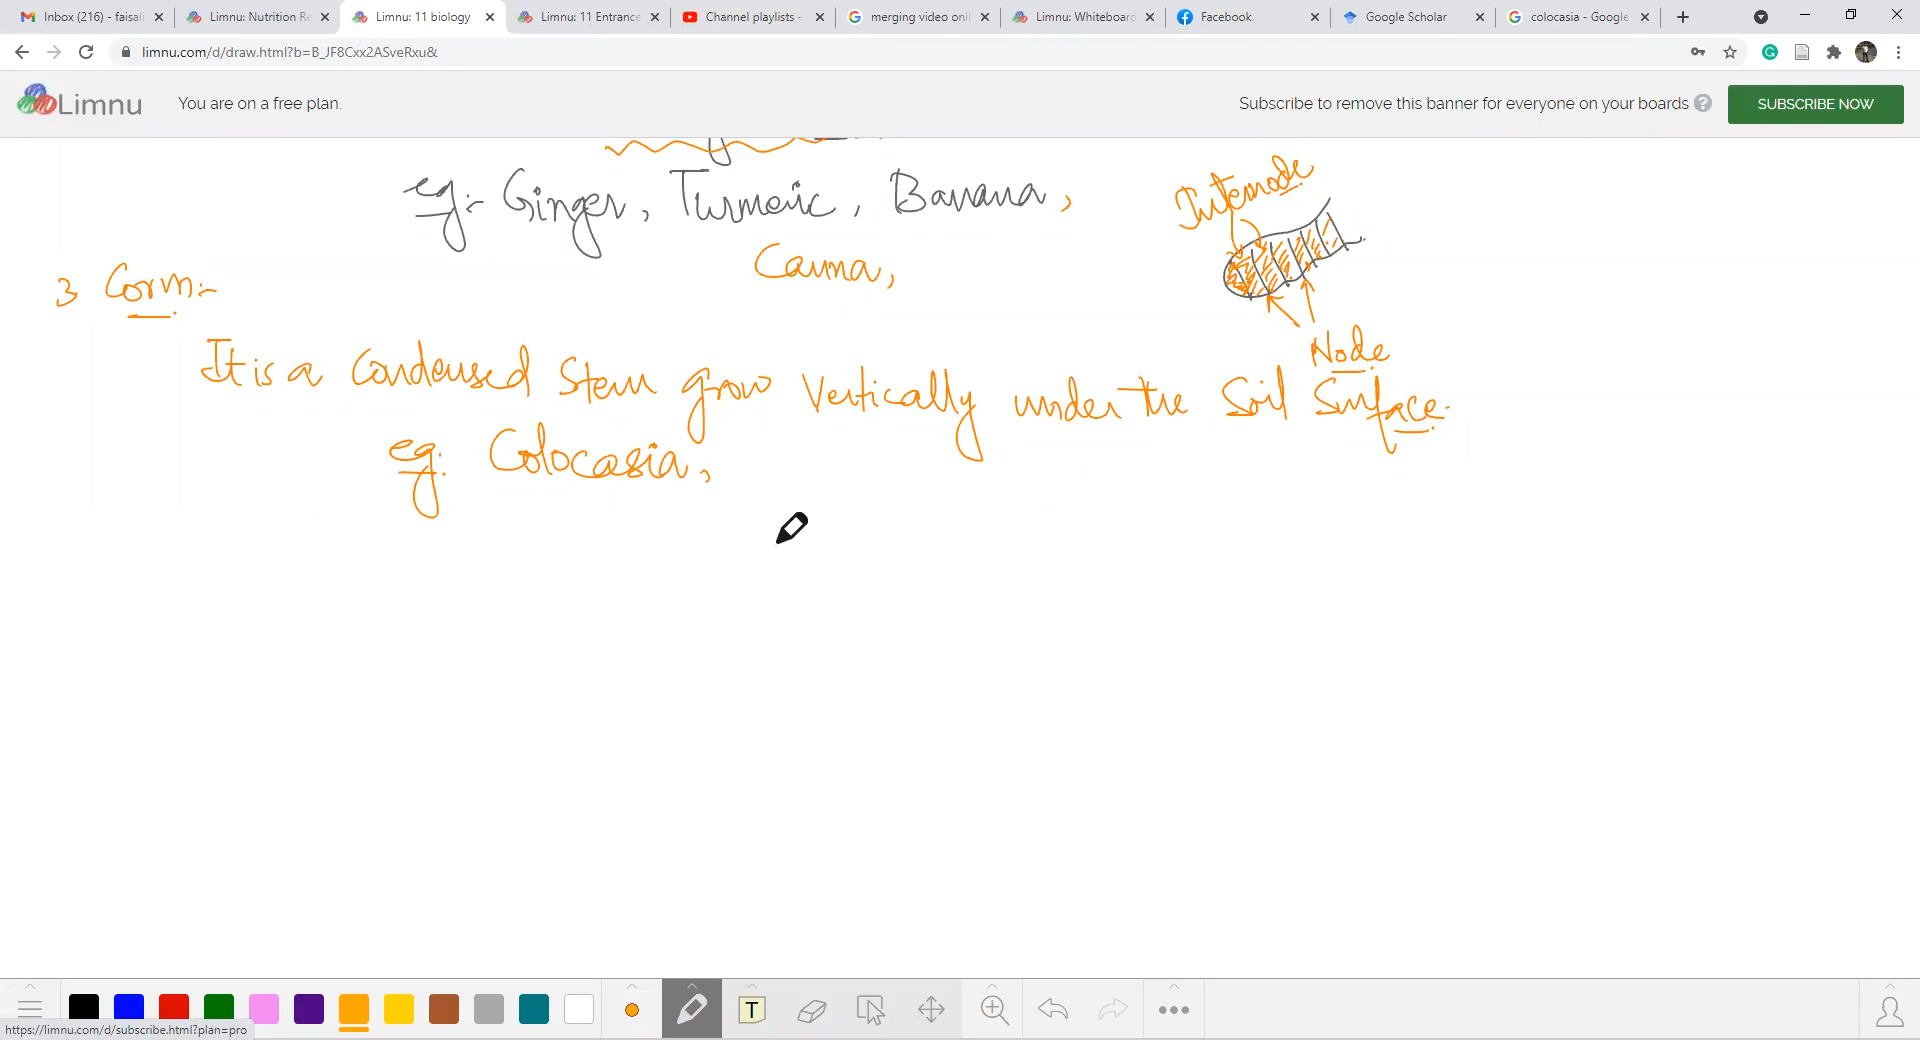 Inbox (216) - faisali
Limnu: Nutrition Re
Limnu: 11 biology
Limnu: 11 Entrance
Channel playlists -
merging video onli
Limnu: Whiteboard
Facebook
Google Scholar
colocasia - Google
limnu.com/d/draw.html?b=B_JF8Cxx2ASveRxu&
Limnu
You are on a free plan.
Subscribe to remove this banner for everyone on your boards ?
SUBSCRIBE NOW
eg:- Ginger, Turmeric, Banana,
Canna,
Internode
3 Corm:-
Node
It is a Condensed Stem grow Vertically under the Soil Surface.
eg. Colocasia,
T
https://limnu.com/d/subscribe.html?plan=pro